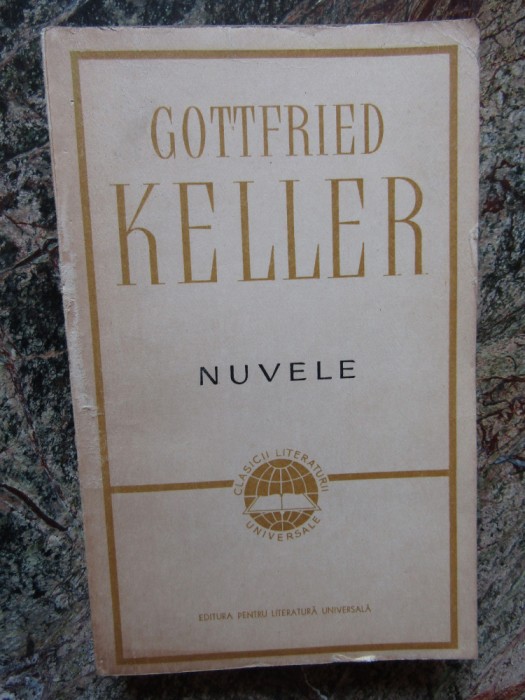 GOTTFRIED
KELLER
NUVELE
CLASICII LITERATURII
UNIVERSALE
EDITURA PENTRU LITERATURĂ UNIVERSALĂ